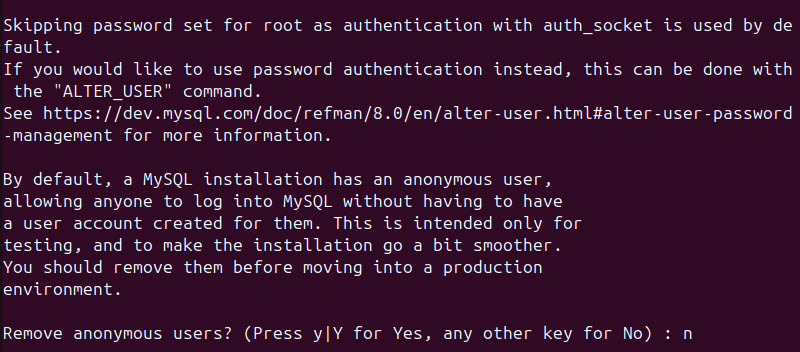 Skipping password set for root as authentication with auth_socket is used by de
fault.
If you would like to use password authentication instead, this can be done with
 the "ALTER_USER" command.
See https://dev.mysql.com/doc/refman/8.0/en/alter-user.html#alter-user-password
-management for more information.

By default, a MySQL installation has an anonymous user,
allowing anyone to log into MySQL without having to have
a user account created for them. This is intended only for
testing, and to make the installation go a bit smoother.
You should remove them before moving into a production
environment.

Remove anonymous users? (Press y|Y for Yes, any other key for No) : n